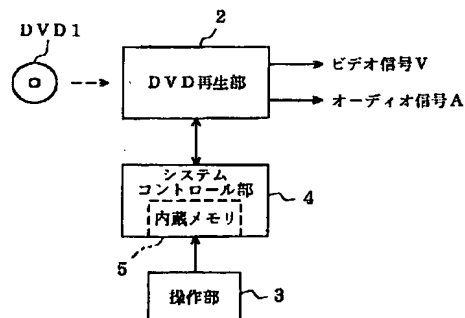 DVD1
2
DVD再生部
ビデオ信号V
オーディオ信号A
システム
コントロール部
内蔵メモリ
4
5
操作部
3